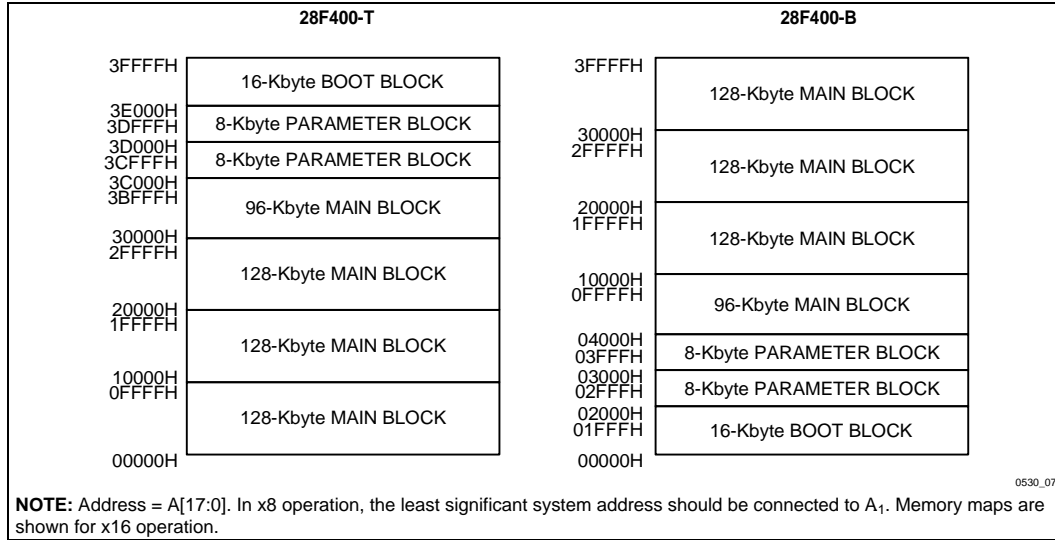 28F400-T
3FFFFH
16-Kbyte BOOT BLOCK
3E000H
3DFFFH
8-Kbyte PARAMETER BLOCK
3D000H
3CFFFH
8-Kbyte PARAMETER BLOCK
3C000H
3BFFFH
96-Kbyte MAIN BLOCK
30000H
2FFFFH
128-Kbyte MAIN BLOCK
20000H
1FFFFH
128-Kbyte MAIN BLOCK
10000H
0FFFFH
128-Kbyte MAIN BLOCK
00000H
28F400-B
3FFFFH
128-Kbyte MAIN BLOCK
30000H
2FFFFH
128-Kbyte MAIN BLOCK
20000H
1FFFFH
128-Kbyte MAIN BLOCK
10000H
0FFFFH
96-Kbyte MAIN BLOCK
04000H
03FFFH
8-Kbyte PARAMETER BLOCK
03000H
02FFFH
8-Kbyte PARAMETER BLOCK
02000H
01FFFH
16-Kbyte BOOT BLOCK
00000H
0530_07
NOTE: Address = A[17:0]. In x8 operation, the least significant system address should be connected to A₁. Memory maps are
shown for x16 operation.